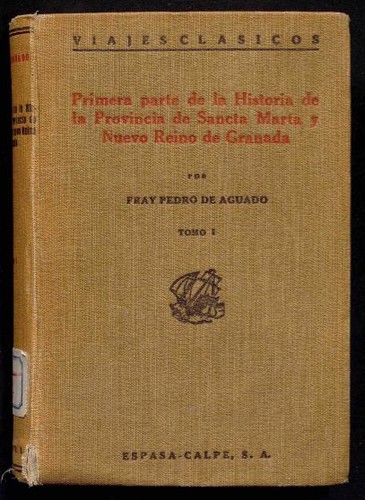 VIAJES CLASICOS
Primera parte de la Historia de
la Provincia de Sancta Marta y
Nuevo Reino de Granada
POR
FRAY PEDRO DE AGUADO
TOMO I
ESPASA-CALPE, S. A.